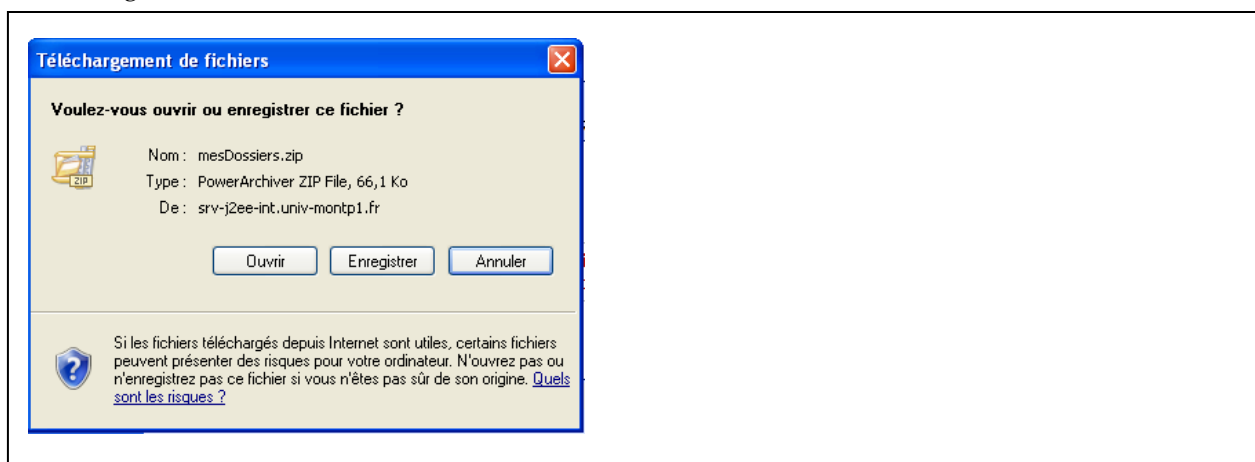 Téléchargement de fichiers
Voulez-vous ouvrir ou enregistrer ce fichier ?
Nom : mesDossiers.zip
ZIP
Type : PowerArchiver ZIP File, 66,1 Ko
De : srv-j2ee-int.univ-montp1.fr
Ouvrir Enregistrer Annuler
Si les fichiers téléchargés depuis Internet sont utiles, certains fichiers
peuvent présenter des risques pour votre ordinateur. N'ouvrez pas ou
n'enregistrez pas ce fichier si vous n'êtes pas sûr de son origine. Quels
sont les risques ?